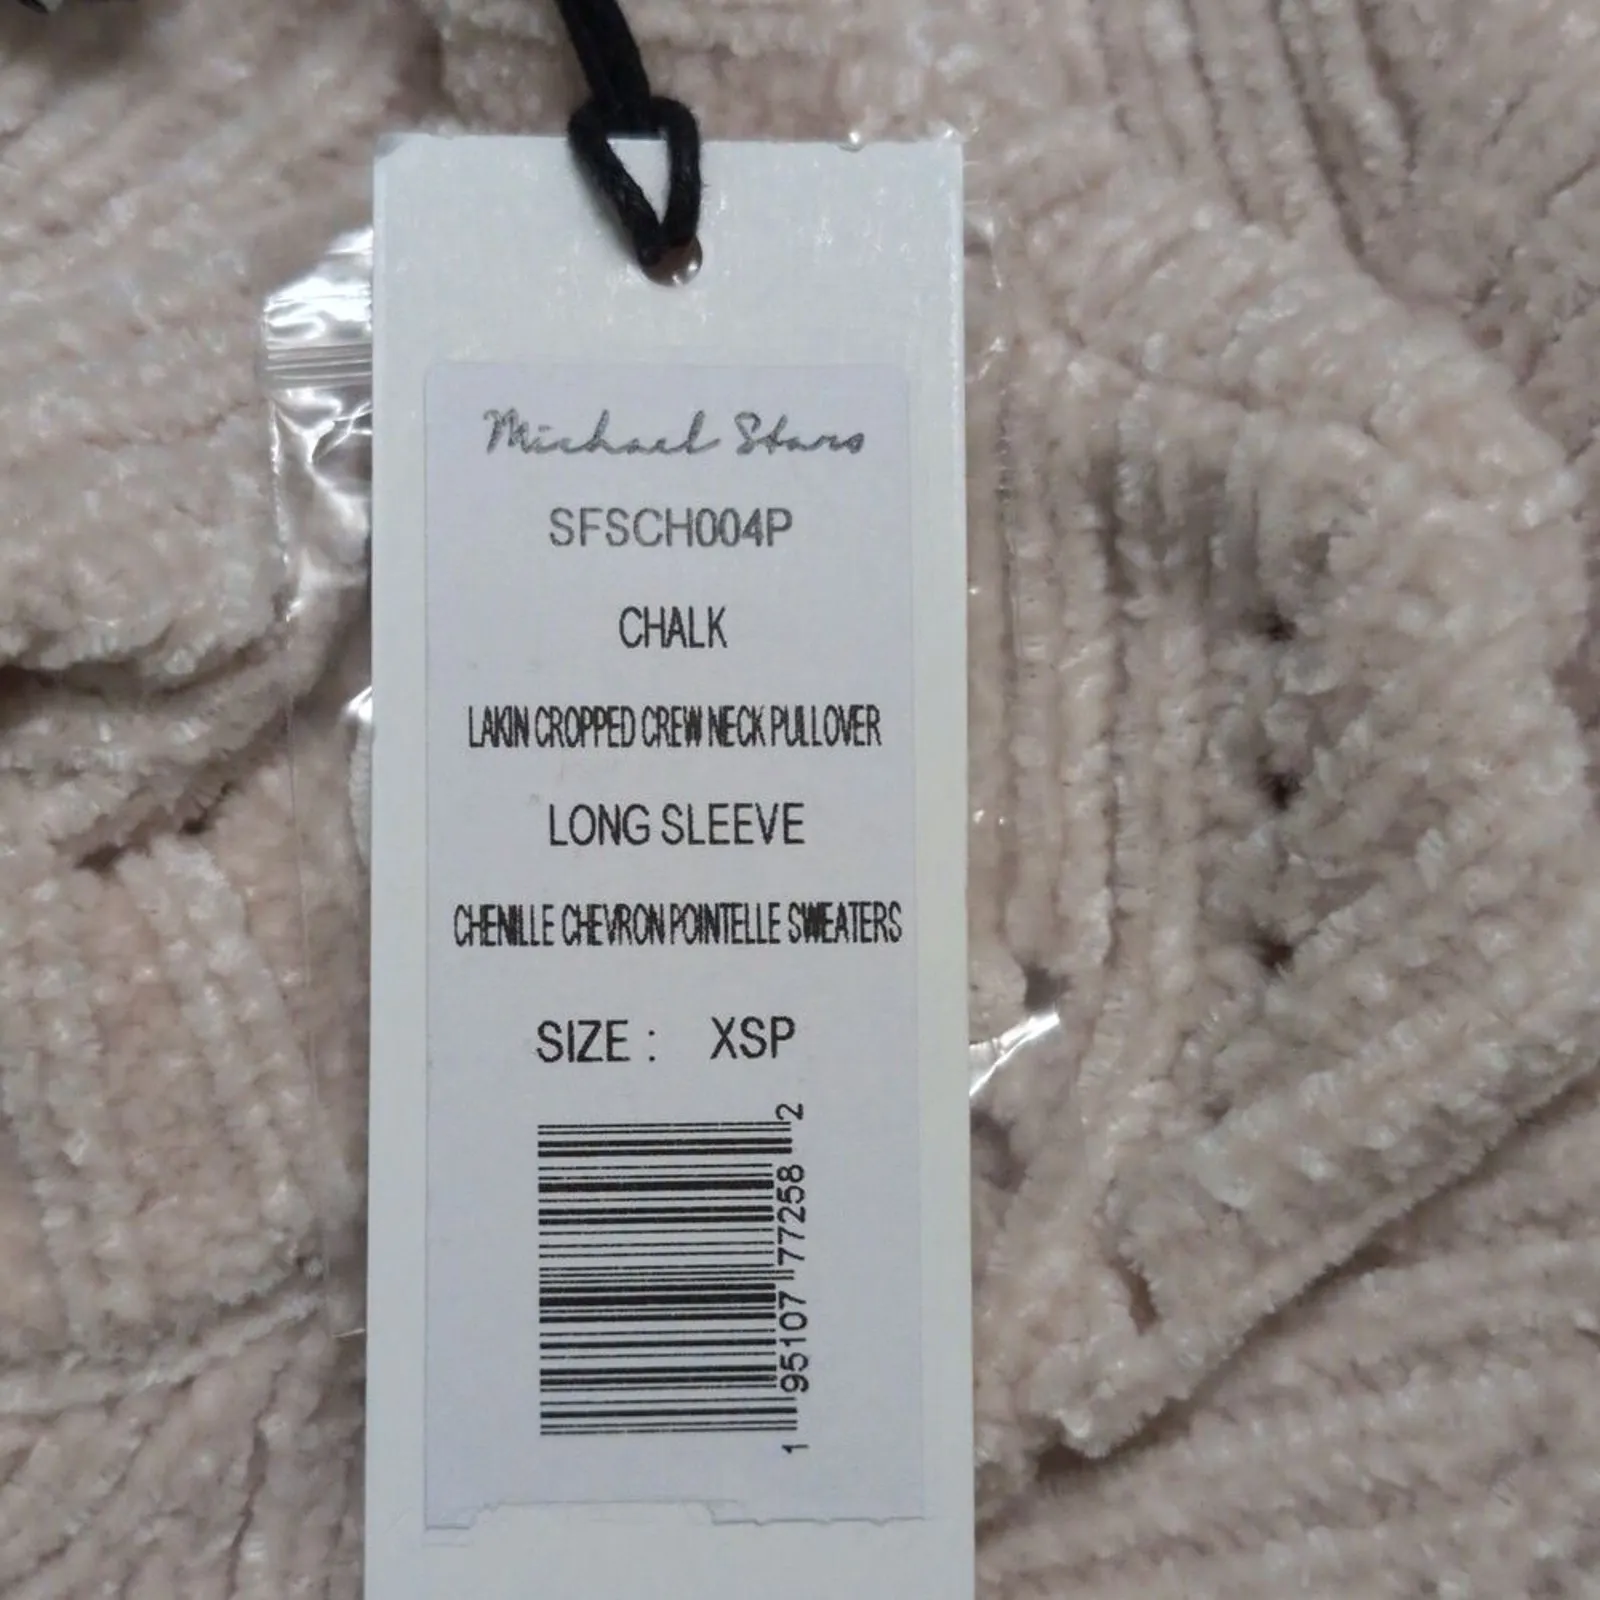 Michael Stars
SFSCH004P
CHALK
LAKIN CROPPED CREW NECK PULLOVER
LONG SLEEVE
CHENILLE CHEVRON POINTELLE SWEATERS
SIZE : XSP
1 95107 77258 2